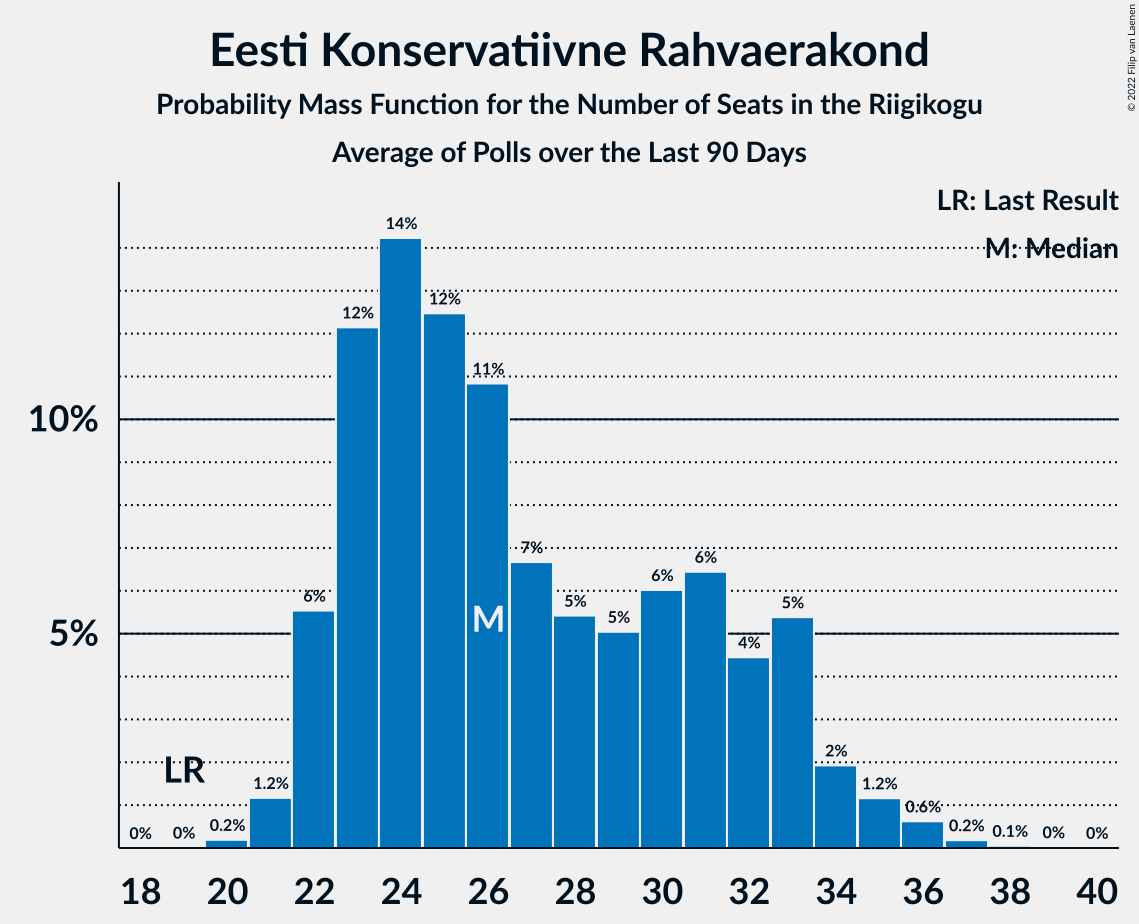 Eesti Konservatiivne Rahvaerakond
Probability Mass Function for the Number of Seats in the Riigikogu
Average of Polls over the Last 90 Days
© 2022 Filip van Laenen
LR: Last Result
M: Median
14%
12%
12%
11%
10%
7%
6%
6%
6%
5%
5%
5%
M
5%
4%
LR
2%
1.2%
1.2%
0.6%
0%
0%
0.2%
0.2%
0.1%
0%
0%
18 20 22 24 26 28 30 32 34 36 38 40